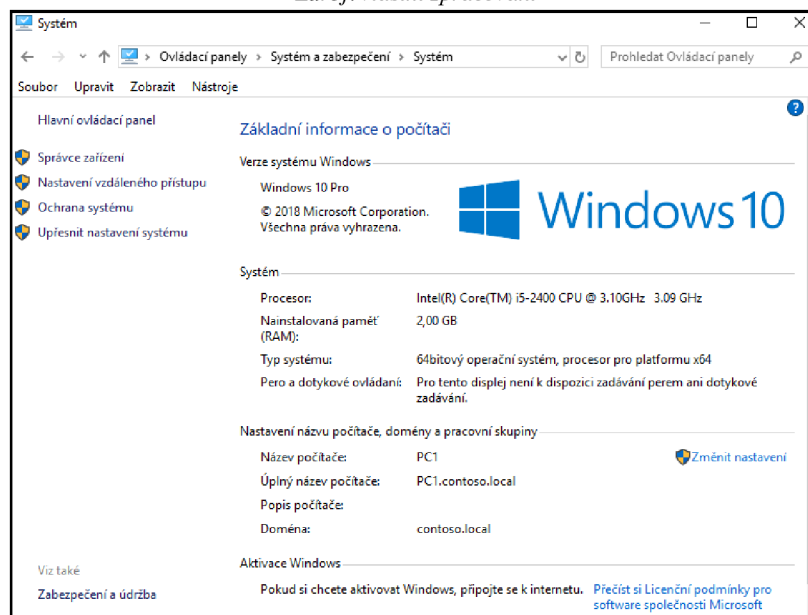 Systém
Ovládací panely > Systém a zabezpečení > Systém
Prohledat Ovládací panely
Soubor Upravit Zobrazit Nástroje
Hlavní ovládací panel
Správce zařízení
Nastavení vzdáleného přístupu
Ochrana systému
Upřesnit nastavení systému
Základní informace o počítači
Verze systému Windows
Windows 10 Pro
© 2018 Microsoft Corporation.
Všechna práva vyhrazena.
Windows 10
Systém
Procesor: Intel(R) Core(TM) i5-2400 CPU @ 3.10GHz 3.09 GHz
Nainstalovaná paměť 2,00 GB
(RAM):
Typ systému: 64bitový operační systém, procesor pro platformu x64
Pero a dotykové ovládaní: Pro tento displej není k dispozici zadávání perem ani dotykové
zadávání.
Nastavení názvu počítače, domény a pracovní skupiny
Název počítače: PC1
Změnit nastavení
Úplný název počítače: PC1.contoso.local
Popis počítače:
Doména: contoso.local
Aktivace Windows
Pokud si chcete aktivovat Windows, připojte se k internetu. Přečíst si Licenční podmínky pro
software společnosti Microsoft
Viz také
Zabezpečení a údržba